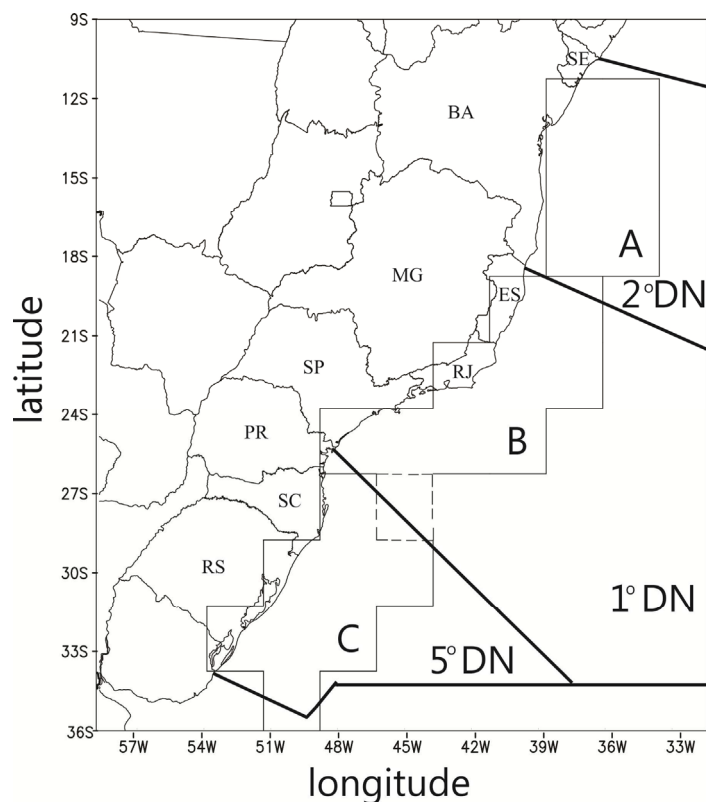 9S
SE
12S
BA
15S
18S
A
MG
ES
2°DN
21S
SP
RJ
24S
PR
B
27S
SC
30S
RS
1°DN
33S
C
5°DN
36S
57W 54W 51W 48W 45W 42W 39W 36W 33W
longitude
latitude